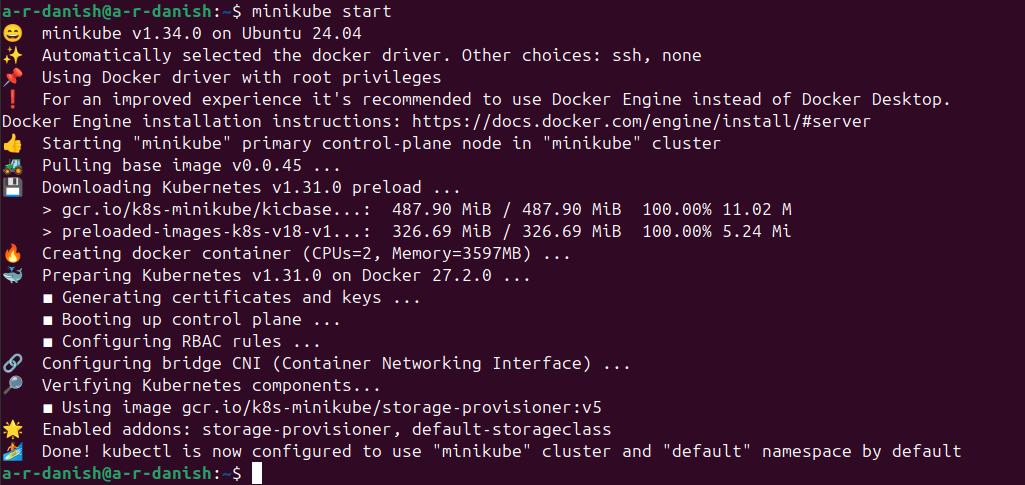 a-r-danish@a-r-danish:~$ minikube start
😄 minikube v1.34.0 on Ubuntu 24.04
✨ Automatically selected the docker driver. Other choices: ssh, none
📌 Using Docker driver with root privileges
❗ For an improved experience it's recommended to use Docker Engine instead of Docker Desktop.
Docker Engine installation instructions: https://docs.docker.com/engine/install/#server
👍 Starting "minikube" primary control-plane node in "minikube" cluster
🚜 Pulling base image v0.0.45 ...
💾 Downloading Kubernetes v1.31.0 preload ...
> gcr.io/k8s-minikube/kicbase...: 487.90 MiB / 487.90 MiB 100.00% 11.02 M
> preloaded-images-k8s-v18-v1...: 326.69 MiB / 326.69 MiB 100.00% 5.24 Mi
🔥 Creating docker container (CPUs=2, Memory=3597MB) ...
🐳 Preparing Kubernetes v1.31.0 on Docker 27.2.0 ...
▪ Generating certificates and keys ...
▪ Booting up control plane ...
▪ Configuring RBAC rules ...
🔗 Configuring bridge CNI (Container Networking Interface) ...
🔎 Verifying Kubernetes components...
▪ Using image gcr.io/k8s-minikube/storage-provisioner:v5
🌟 Enabled addons: storage-provisioner, default-storageclass
🏄 Done! kubectl is now configured to use "minikube" cluster and "default" namespace by default
a-r-danish@a-r-danish:~$